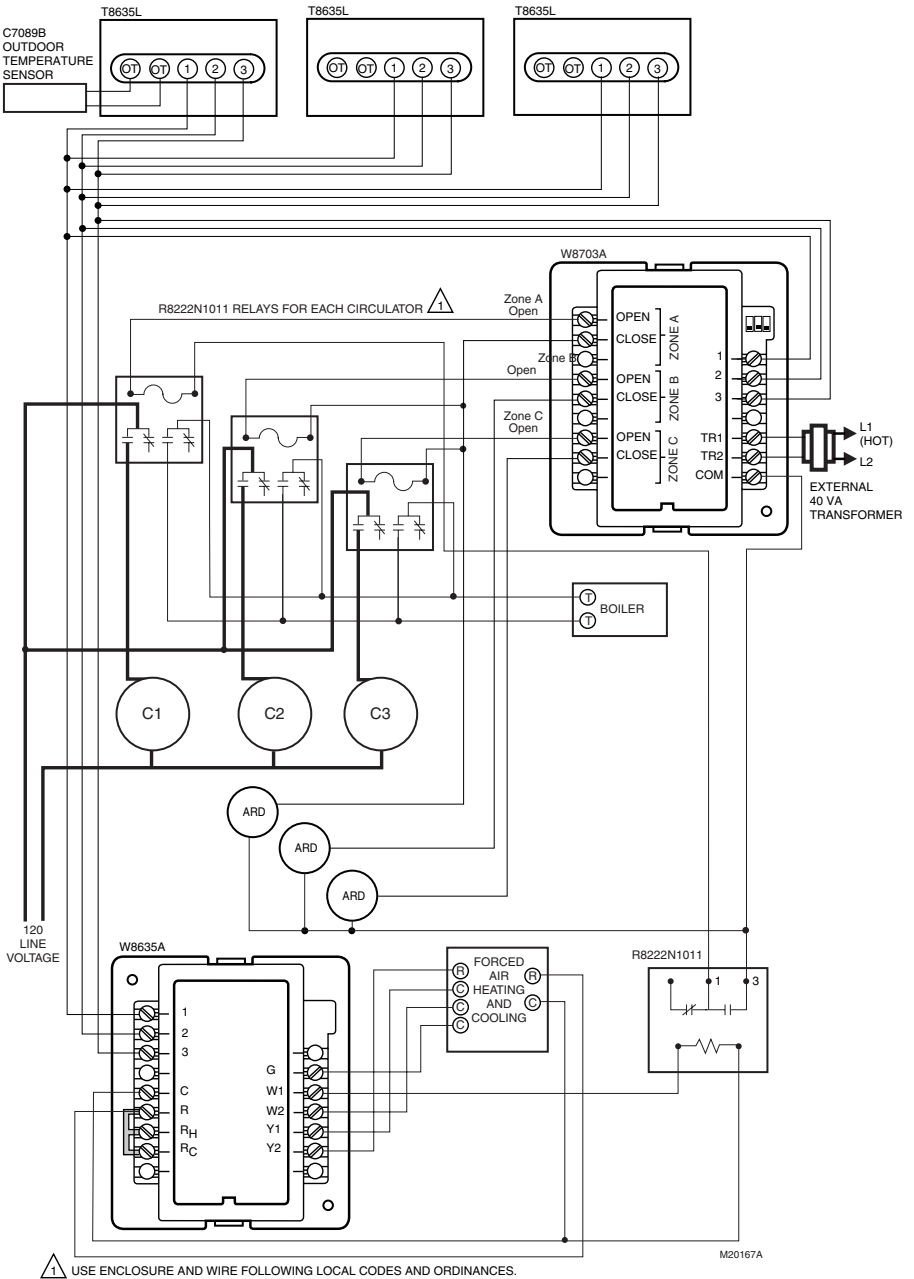 T8635L
T8635L
T8635L
C7089B
OUTDOOR
TEMPERATURE
SENSOR
OT OT 1 2 3
OT OT 1 2 3
OT OT 1 2 3
W8703A
R8222N1011 RELAYS FOR EACH CIRCULATOR 1
Zone A
Open
Zone B
Open
Zone C
Open
OPEN
CLOSE
ZONE A
OPEN
CLOSE
ZONE B
OPEN
CLOSE
ZONE C
1
2
3
TR1
TR2
COM
L1
(HOT)
L2
EXTERNAL
40 VA
TRANSFORMER
T
T
BOILER
C1
C2
C3
ARD
ARD
ARD
120
LINE
VOLTAGE
W8635A
1
2
3
C
R
RH
RC
G
W1
W2
Y1
Y2
FORCED
AIR
HEATING
AND
COOLING
R
C
C
C
R
C
R8222N1011
1
3
M20167A
1 USE ENCLOSURE AND WIRE FOLLOWING LOCAL CODES AND ORDINANCES.